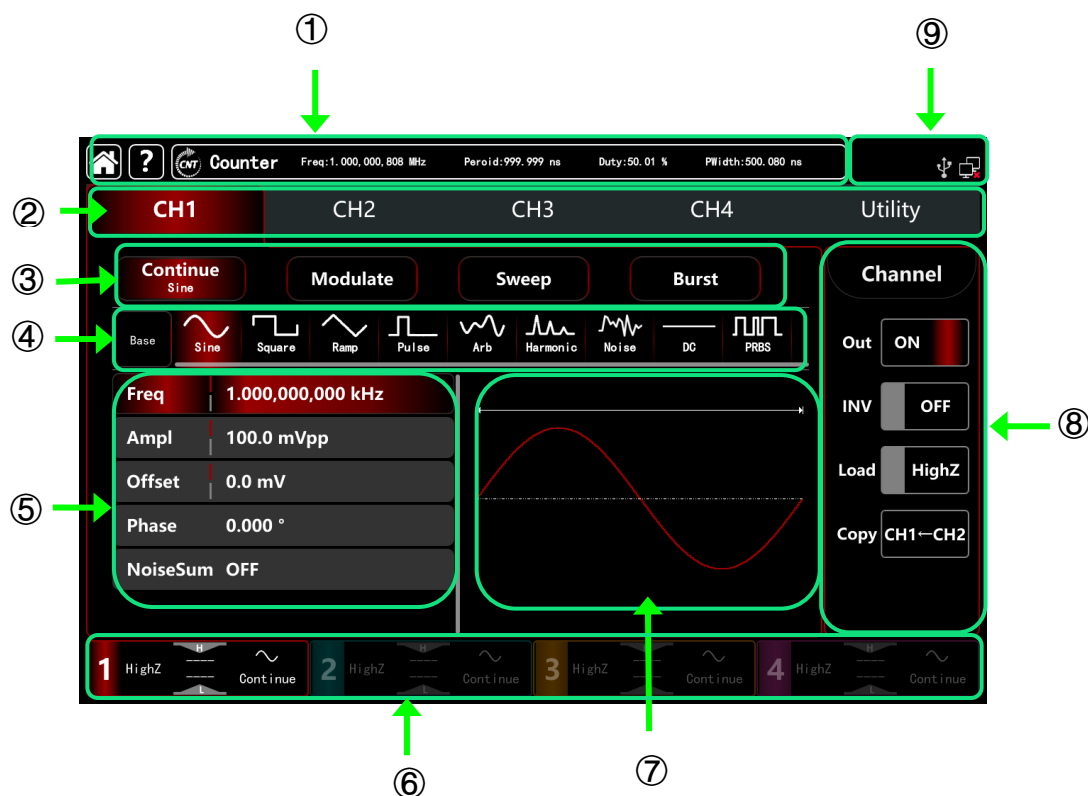 ① ⑨
? CNT Counter Freq:1.000,000,808 MHz Peroid:999.999 ns Duty:50.01 % PWidth:500.080 ns
② CH1 CH2 CH3 CH4 Utility
③ Continue Modulate Sweep Burst Channel
Sine
④ Base Sine Square Ramp Pulse Arb Harmonic Noise DC PRBS Out ON
Freq 1.000,000,000 kHz
INV OFF
⑧
Ampl 100.0 mVpp
Load HighZ
Offset 0.0 mV
⑤
Phase 0.000 °
Copy CH1←CH2
NoiseSum OFF
1 HighZ H ---- ---- L Continue 2 HighZ H ---- ---- L Continue 3 HighZ H ---- ---- L Continue 4 HighZ H ---- ---- L Continue
⑥ ⑦